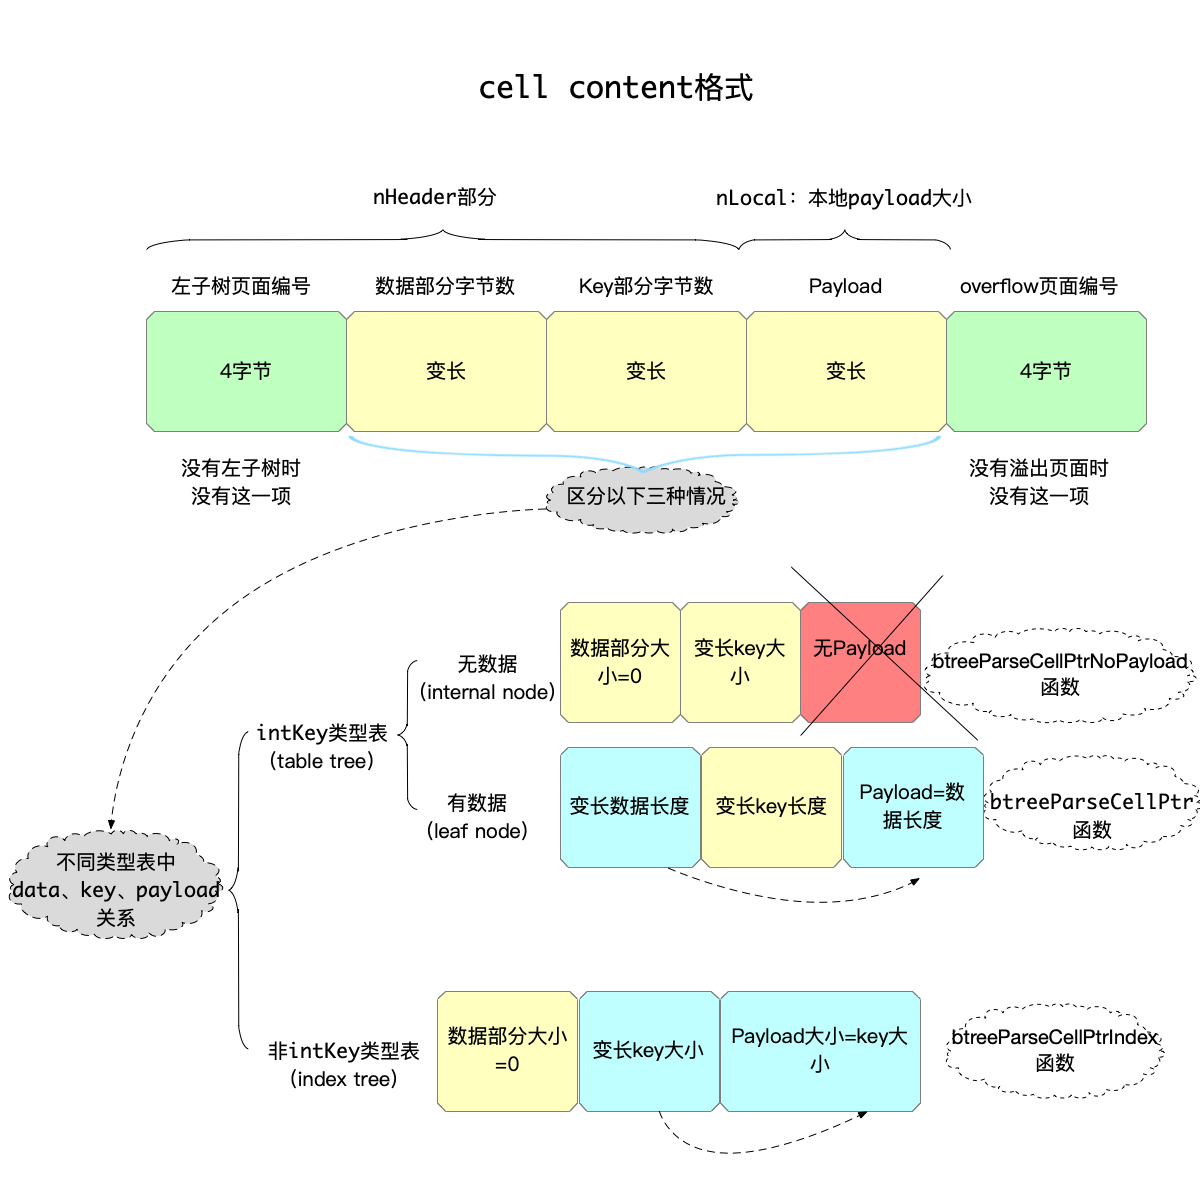 cell content格式
nHeader部分
nLocal：本地payload大小
左子树页面编号
数据部分字节数
Key部分字节数
Payload
overflow页面编号
4字节
变长
变长
变长
4字节
没有左子树时
没有这一项
区分以下三种情况
没有溢出页面时
没有这一项
数据部分大
小=0
变长key大
小
无Payload
btreeParseCellPtrNoPayload
函数
无数据
（internal node）
intKey类型表
（table tree）
有数据
（leaf node）
变长数据长度
变长key长度
Payload=数
据长度
btreeParseCellPtr
函数
不同类型表中
data、key、payload
关系
非intKey类型表
（index tree）
数据部分大小
=0
变长key大小
Payload大小=key大
小
btreeParseCellPtrIndex
函数